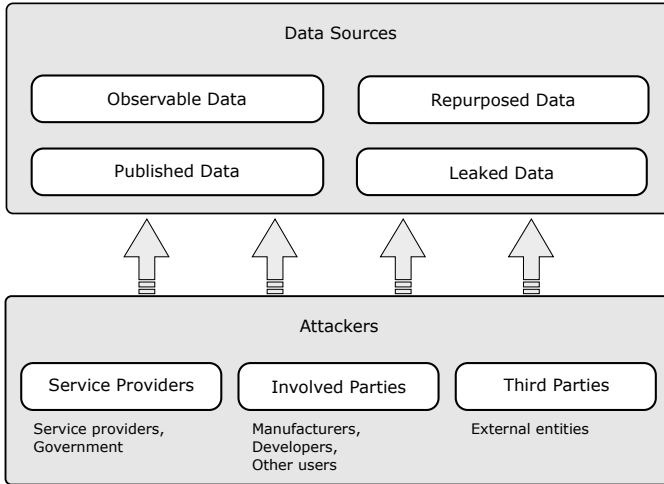 Data Sources
Observable Data
Repurposed Data
Published Data
Leaked Data
Attackers
Service Providers
Involved Parties
Third Parties
Service providers,
Government
Manufacturers,
Developers,
Other users
External entities